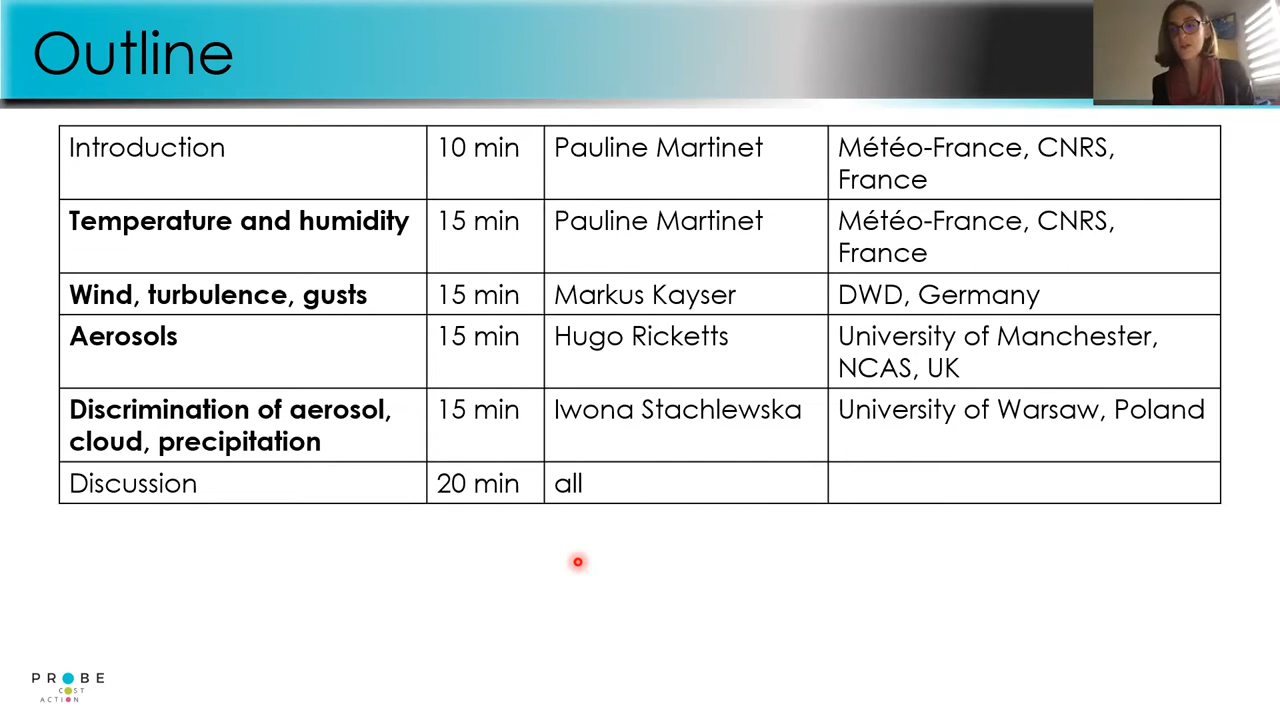 Outline
Introduction 10 min Pauline Martinet Météo-France, CNRS,
France
Temperature and humidity 15 min Pauline Martinet Météo-France, CNRS,
France
Wind, turbulence, gusts 15 min Markus Kayser DWD, Germany
Aerosols 15 min Hugo Ricketts University of Manchester,
NCAS, UK
Discrimination of aerosol, 15 min Iwona Stachlewska University of Warsaw, Poland
cloud, precipitation
Discussion 20 min all
PROBE
COST
ACTION